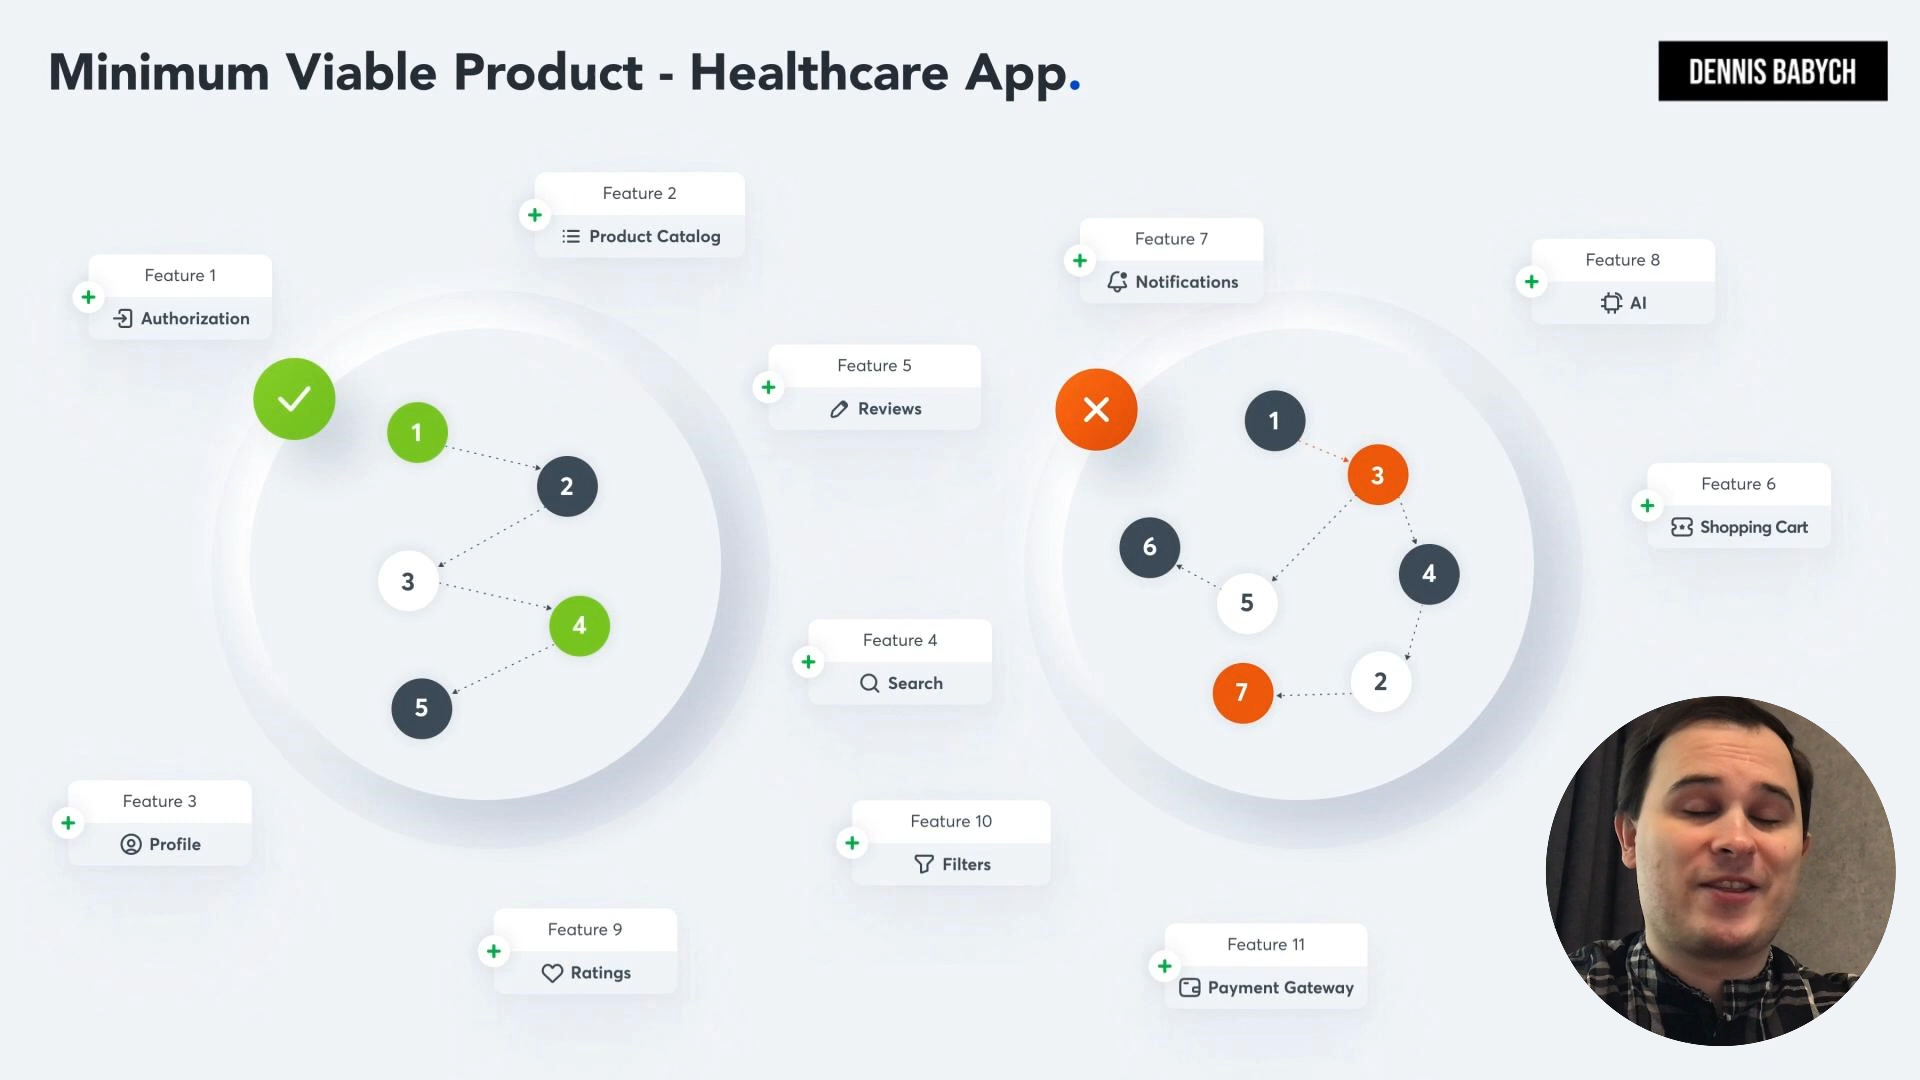 Minimum Viable Product - Healthcare App.
DENNIS BABYCH
Feature 1
Authorization
Feature 2
Product Catalog
Feature 7
Notifications
Feature 8
AI
Feature 5
Reviews
Feature 6
Shopping Cart
1
2
3
4
5
1
3
6
4
5
2
7
Feature 4
Search
Feature 3
Profile
Feature 10
Filters
Feature 9
Ratings
Feature 11
Payment Gateway